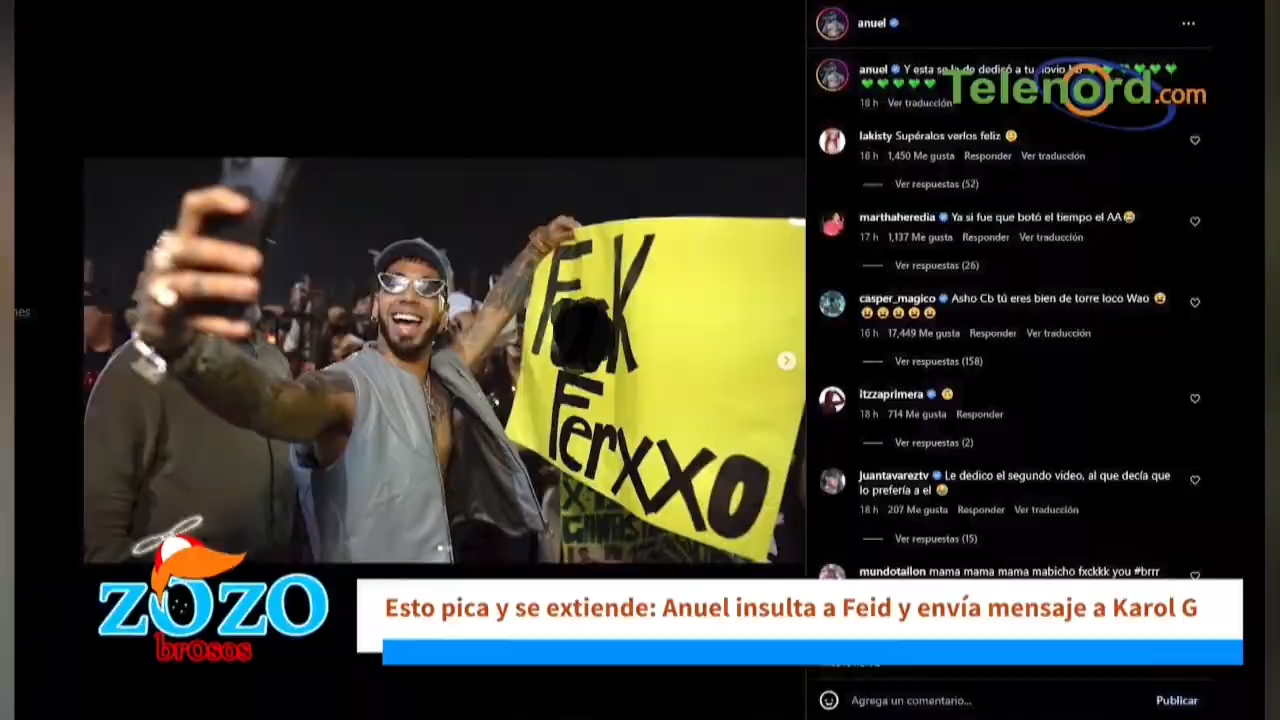 anuel
Telenord.com
anuel Y esta se la de dedicó a tu novio
18 h Ver traducción
lakisty Supéralos verlos feliz
18 h 1,450 Me gusta Responder Ver traducción
Ver respuestas (52)
marthaheredia Ya si fue que botó el tiempo el AA
17 h 1,137 Me gusta Responder Ver traducción
Ver respuestas (26)
casper_magico Asho Cb tú eres bien de torre loco Wao
16 h 17,449 Me gusta Responder Ver traducción
Ver respuestas (158)
itzzaprimera
18 h 714 Me gusta Responder
Ver respuestas (2)
juantavareztv Le dedico el segundo video, al que decía que
lo prefería a el
18 h 207 Me gusta Responder Ver traducción
Ver respuestas (15)
mundotallon mama mama mama mabicho fxckkk you #brrr
F K
Ferxxo
ZOZO
brosos
Esto pica y se extiende: Anuel insulta a Feid y envía mensaje a Karol G
Agrega un comentario...
Publicar